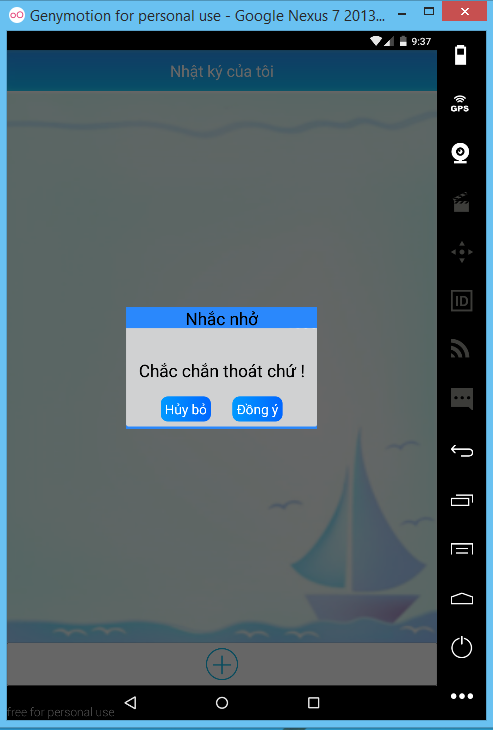 Genymotion for personal use - Google Nexus 7 2013...
9:37
Nhật ký của tôi
GPS
ID
Nhắc nhở
Chắc chắn thoát chứ !
Hủy bỏ Đồng ý
free for personal use